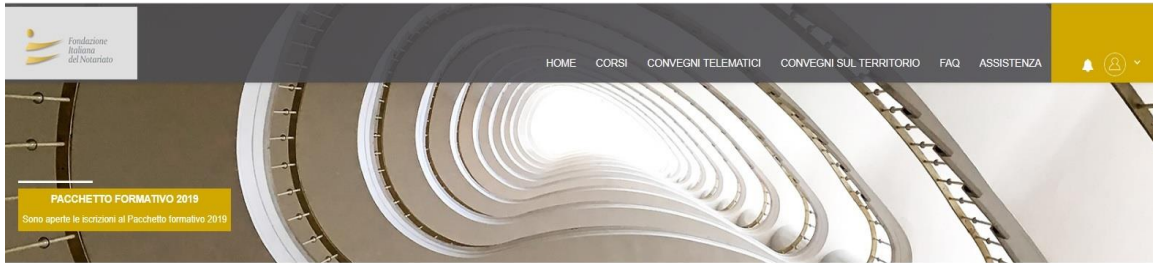 Fondazione
Italiana
del Notariato
HOME CORSI CONVEGNI TELEMATICI CONVEGNI SUL TERRITORIO FAQ ASSISTENZA
PACCHETTO FORMATIVO 2019
Sono aperte le iscrizioni al Pacchetto formativo 2019